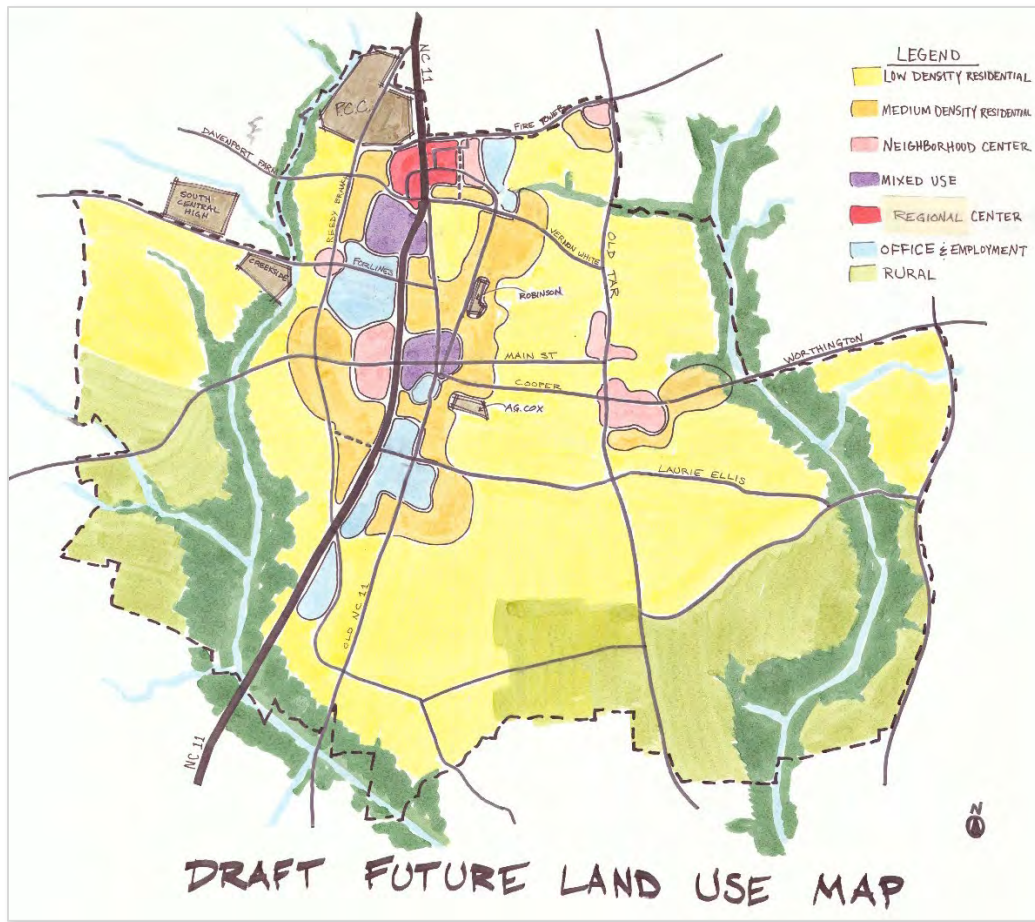 NC 11
P.C.C.
FIRE TOWER
DAVENPORT FARM
SOUTH
CENTRAL
HIGH
REEDY BRANCH
CREEKSIDE
FORLINES
VERNON WHITE
OLD TAR
ROBINSON
MAIN ST
COOPER
WORTHINGTON
A.G. COX
LAURIE ELLIS
OLD NC 11
NC 11
LEGEND
LOW DENSITY RESIDENTIAL
MEDIUM DENSITY RESIDENTIAL
NEIGHBORHOOD CENTER
MIXED USE
REGIONAL CENTER
OFFICE & EMPLOYMENT
RURAL
N
DRAFT FUTURE LAND USE MAP